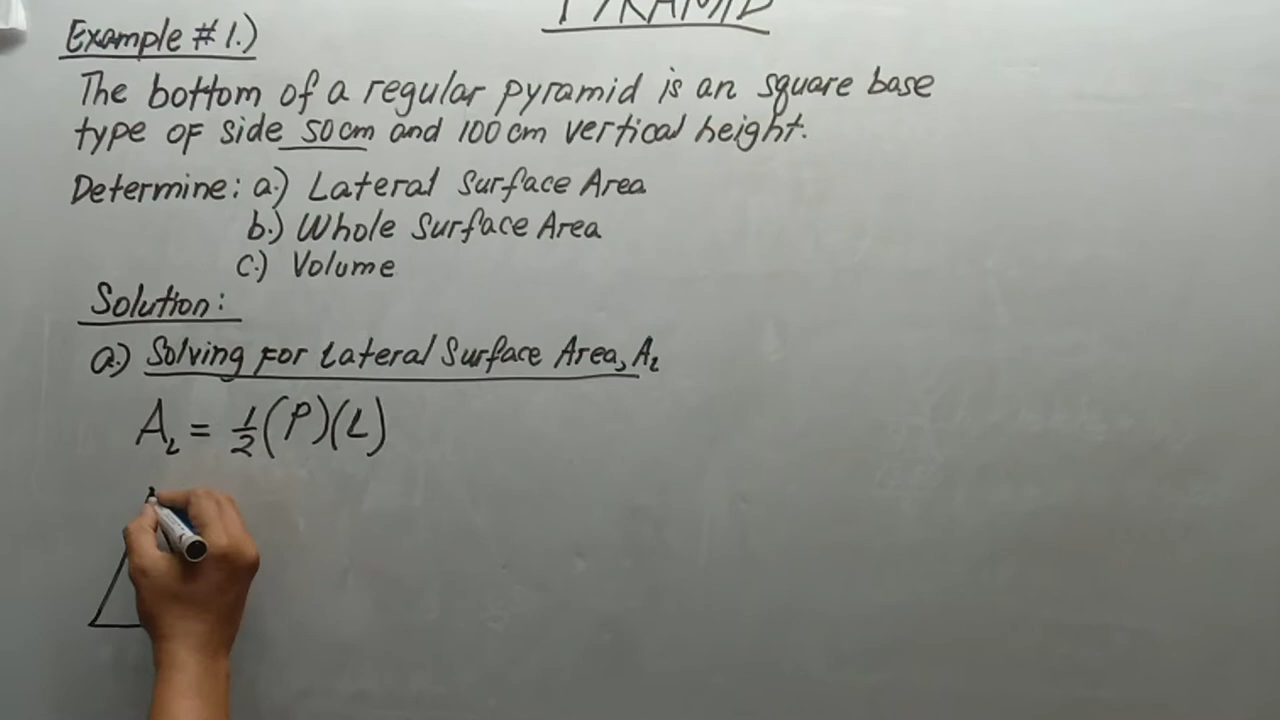 PYRAMID
Example # 1.)
The bottom of a regular pyramid is an square base
type of side 50 cm and 100 cm vertical height.
Determine: a.) Lateral Surface Area
b.) Whole Surface Area
c.) Volume
Solution:
a.) Solving for Lateral Surface Area, AL
AL = 1/2 (P)(L)